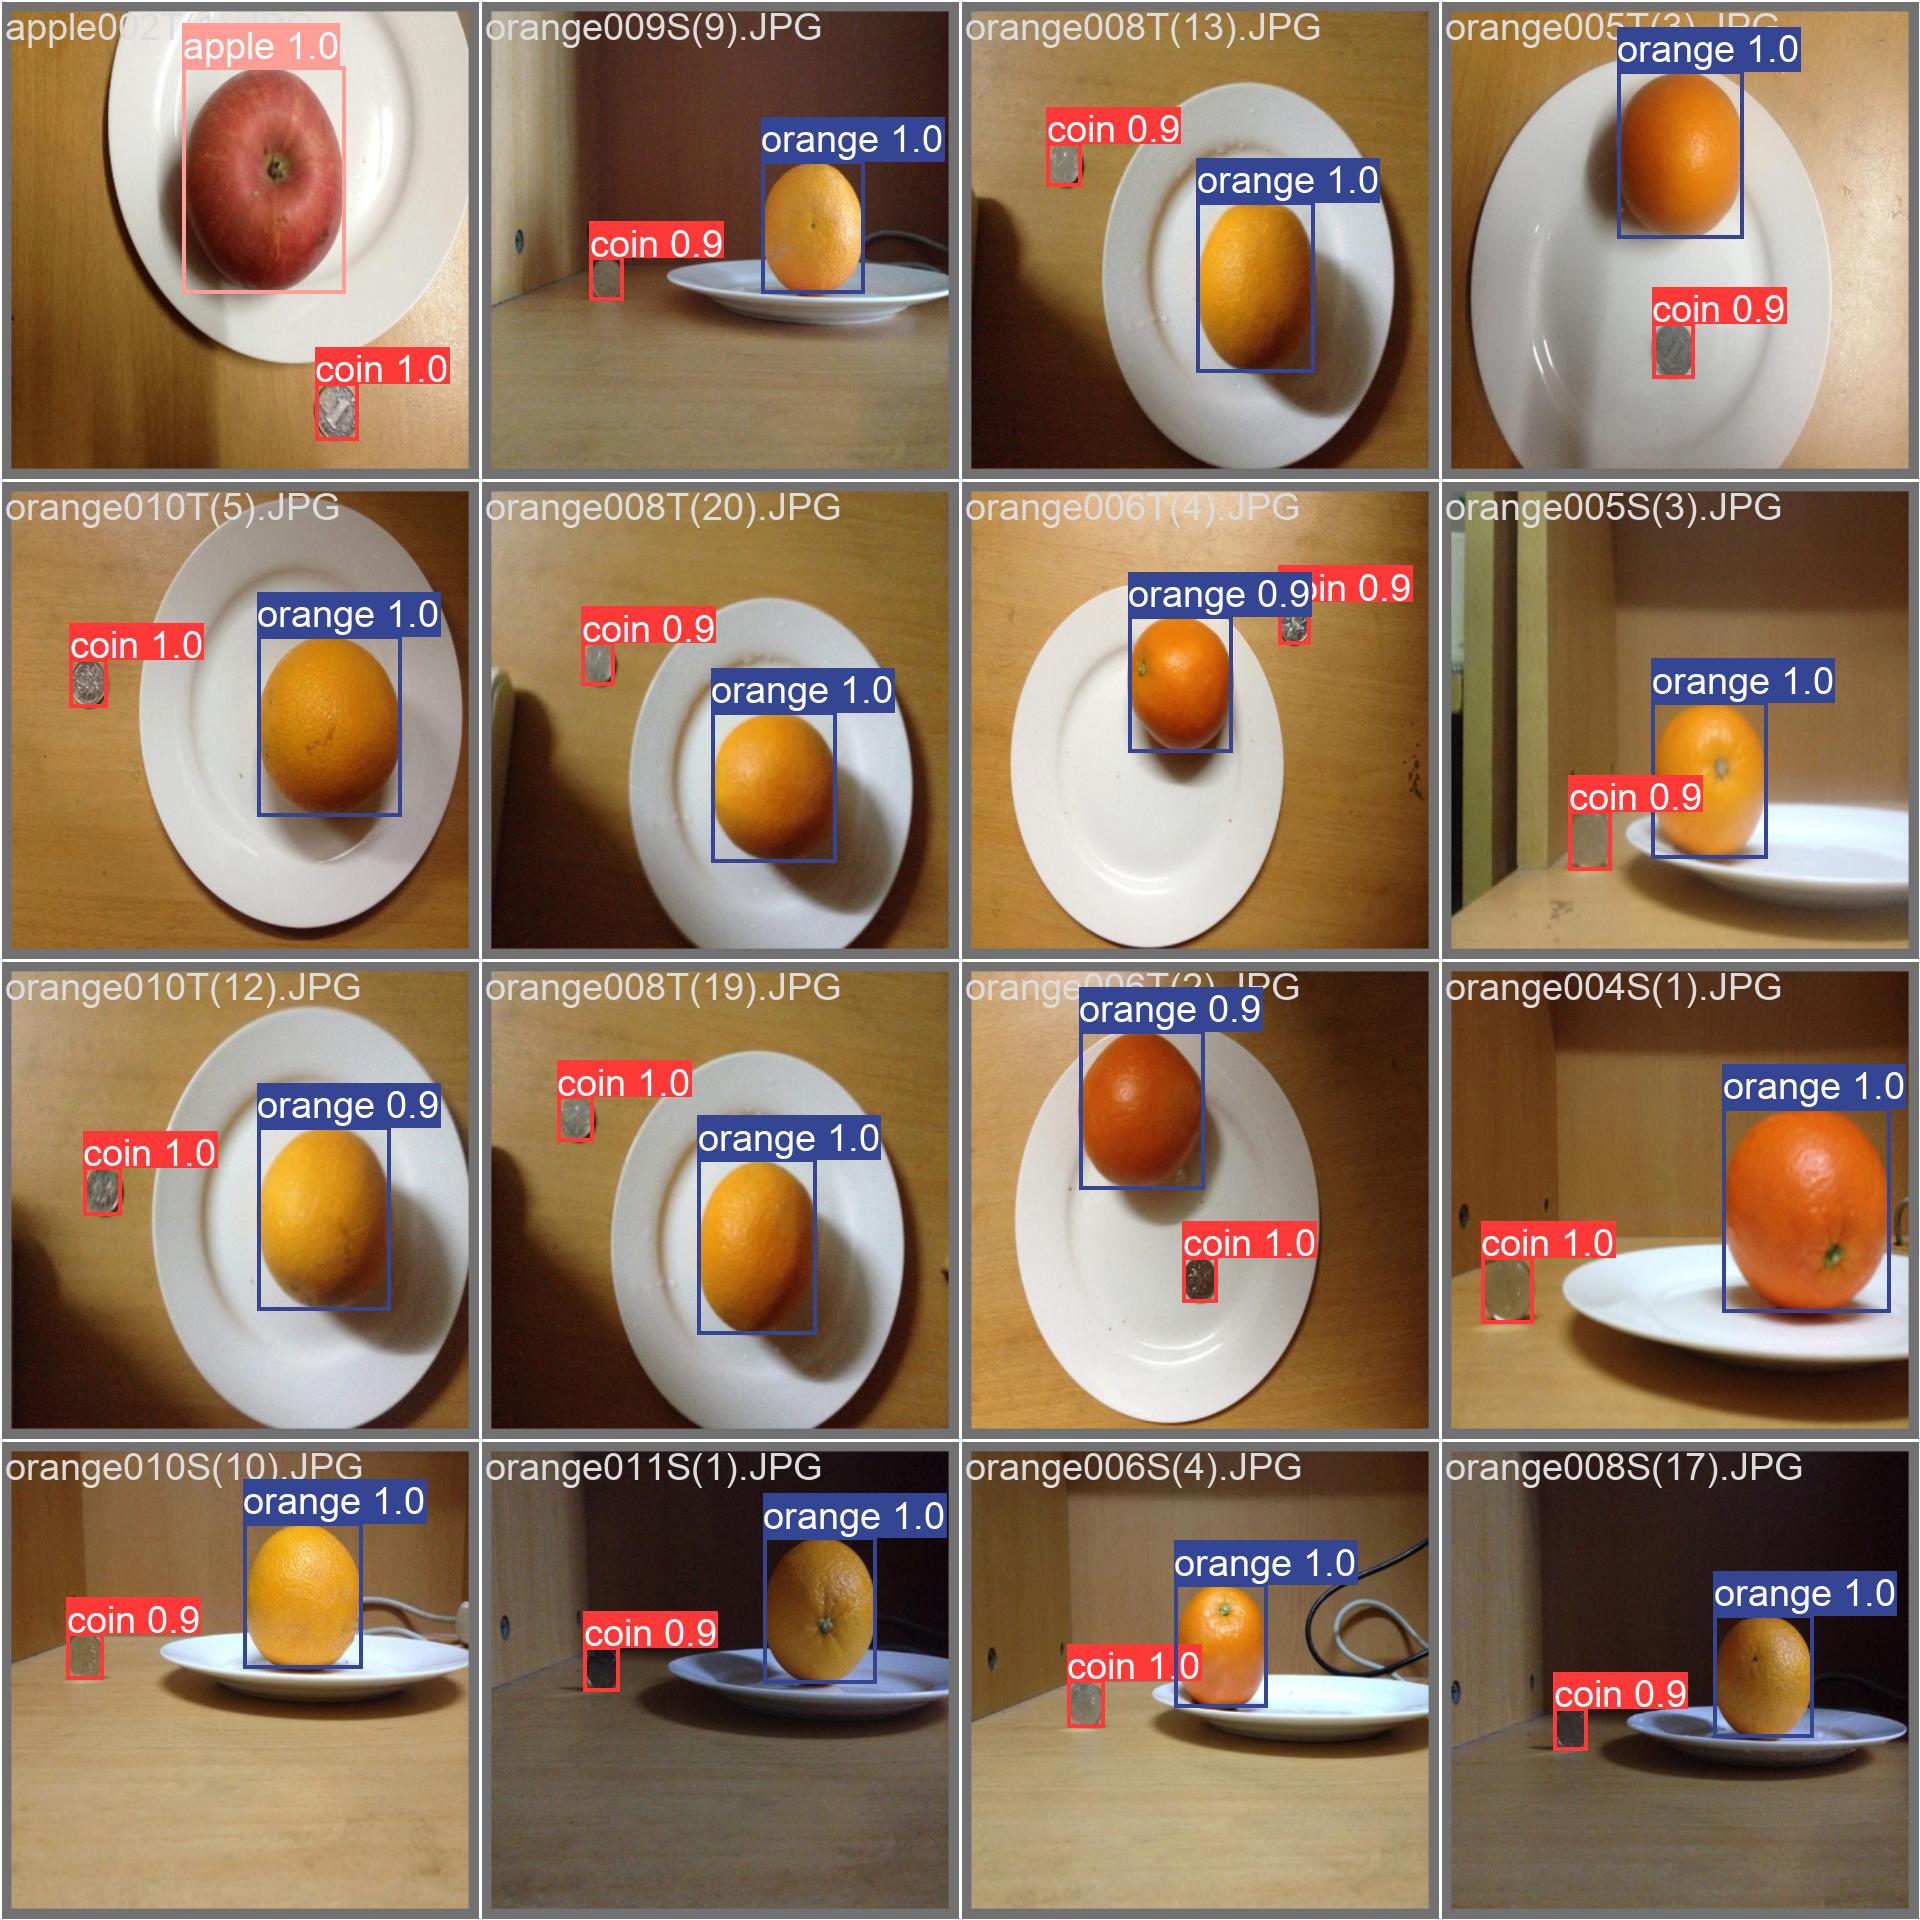 apple002T
apple 1.0
coin 1.0
orange009S(9).JPG
orange 1.0
coin 0.9
orange008T(13).JPG
coin 0.9
orange 1.0
orange005T(3).JPG
orange 1.0
coin 0.9
orange010T(5).JPG
orange 1.0
coin 1.0
orange008T(20).JPG
coin 0.9
orange 1.0
orange006T(4).JPG
orange 0.9
oin 0.9
orange005S(3).JPG
orange 1.0
coin 0.9
orange010T(12).JPG
orange 0.9
coin 1.0
orange008T(19).JPG
coin 1.0
orange 1.0
orange006T(2).JPG
orange 0.9
coin 1.0
orange004S(1).JPG
orange 1.0
coin 1.0
orange010S(10).JPG
orange 1.0
coin 0.9
orange011S(1).JPG
orange 1.0
coin 0.9
orange006S(4).JPG
orange 1.0
coin 1.0
orange008S(17).JPG
orange 1.0
coin 0.9